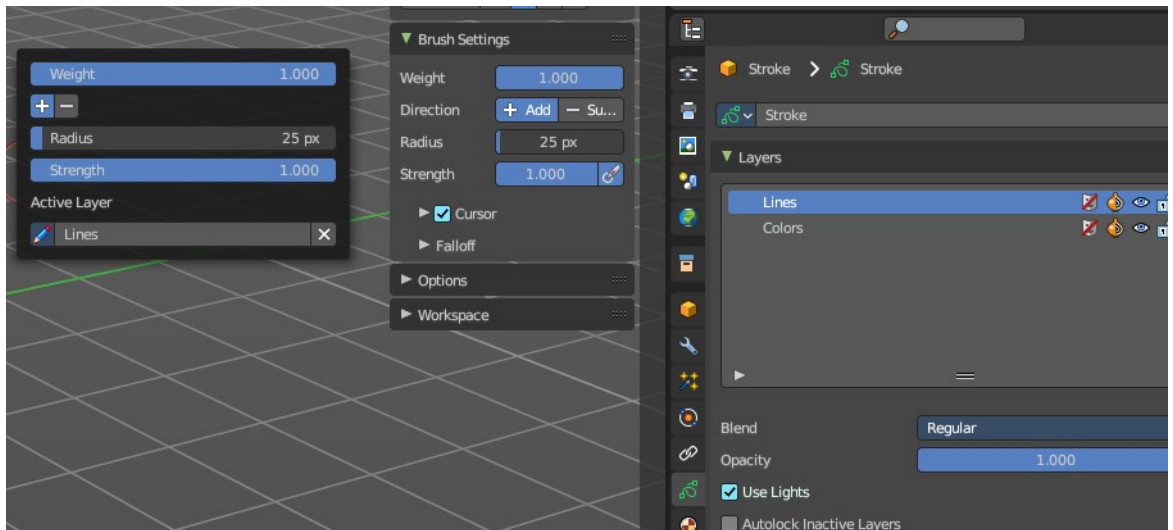 Weight 1.000
Radius 25 px
Strength 1.000
Active Layer
Lines
Brush Settings
Weight 1.000
Direction Add Su...
Radius 25 px
Strength 1.000
Cursor
Falloff
Options
Workspace
Stroke Stroke
Stroke
Layers
Lines
Colors
Blend Regular
Opacity 1.000
Use Lights
Autolock Inactive Layers